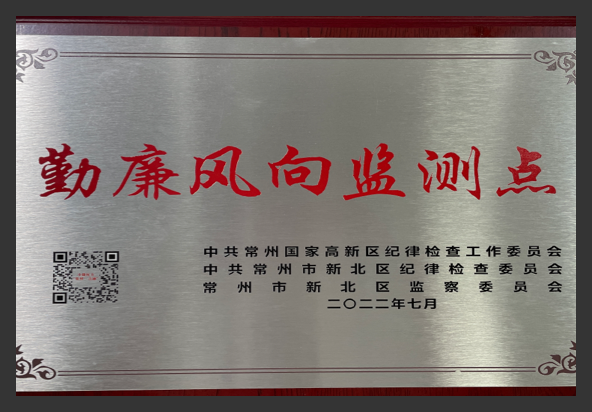 勤廉风向监测点
中共常州国家高新区纪律检查工作委员会
中共常州市新北区纪律检查委员会
常州市新北区监察委员会
二〇二二年七月